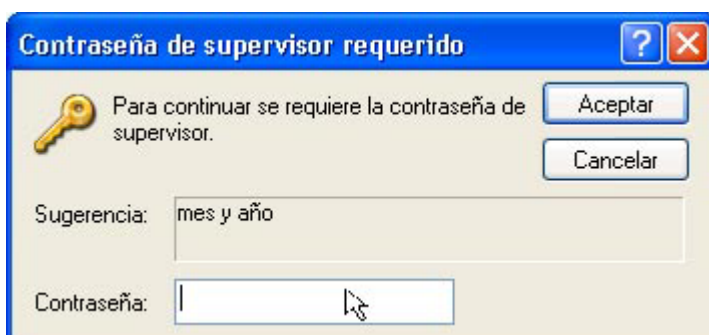 Contraseña de supervisor requerido
Para continuar se requiere la contraseña de
supervisor.
Aceptar
Cancelar
Sugerencia: mes y año
Contraseña: